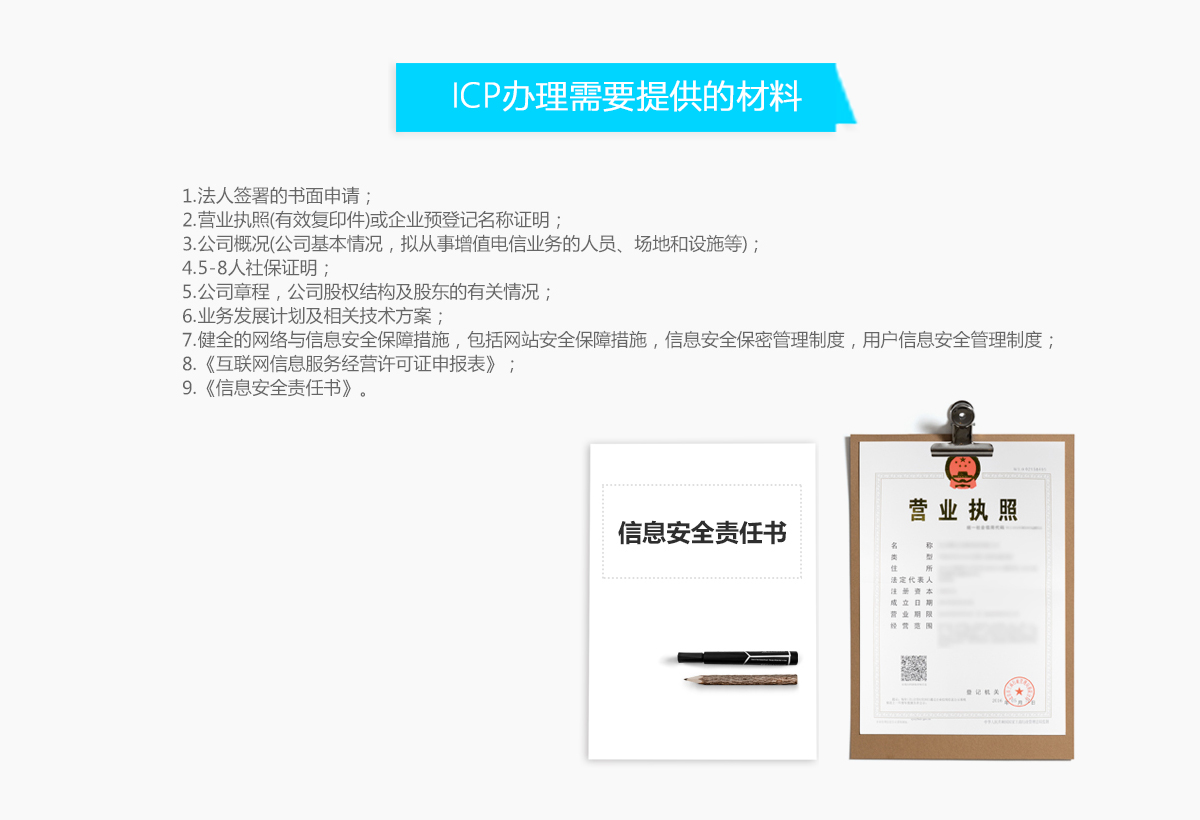 ICP办理需要提供的材料
1.法人签署的书面申请；
2.营业执照(有效复印件)或企业预登记名称证明；
3.公司概况(公司基本情况，拟从事增值电信业务的人员、场地和设施等)；
4.5-8人社保证明；
5.公司章程，公司股权结构及股东的有关情况；
6.业务发展计划及相关技术方案；
7.健全的网络与信息安全保障措施，包括网站安全保障措施，信息安全保密管理制度，用户信息安全管理制度；
8.《互联网信息服务经营许可证申报表》；
9.《信息安全责任书》。
信息安全责任书
营业执照
名称
类型
住所
法定代表人
注册资本
成立日期
营业期限
经营范围
登记机关